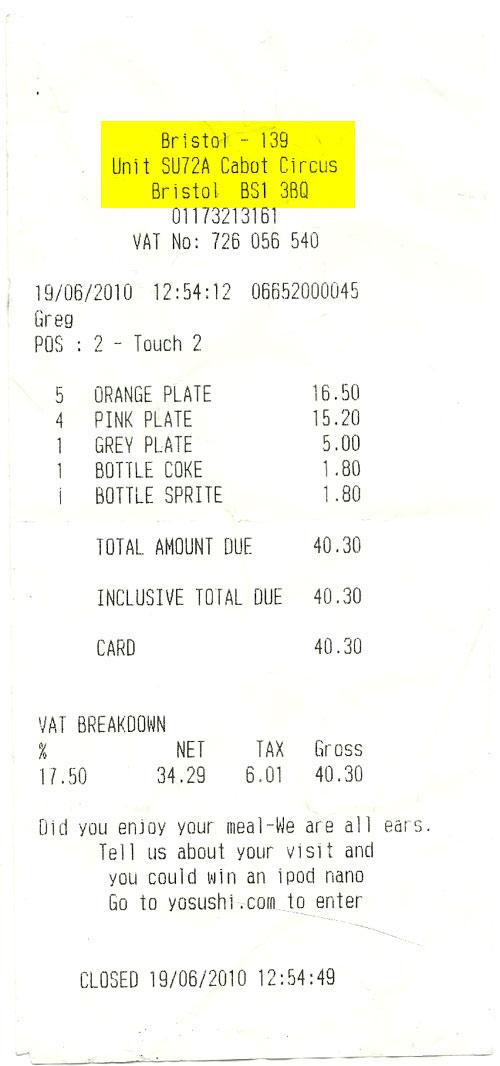 Bristol - 139
Unit SU72A Cabot Circus
Bristol BS1 3BQ
01173213161
VAT No: 726 056 540
19/06/2010 12:54:12 06652000045
Greg
POS : 2 - Touch 2
5 ORANGE PLATE 16.50
4 PINK PLATE 15.20
1 GREY PLATE 5.00
1 BOTTLE COKE 1.80
1 BOTTLE SPRITE 1.80
TOTAL AMOUNT DUE 40.30
INCLUSIVE TOTAL DUE 40.30
CARD 40.30
VAT BREAKDOWN
% NET TAX Gross
17.50 34.29 6.01 40.30
Did you enjoy your meal-We are all ears.
Tell us about your visit and
you could win an ipod nano
Go to yosushi.com to enter
CLOSED 19/06/2010 12:54:49